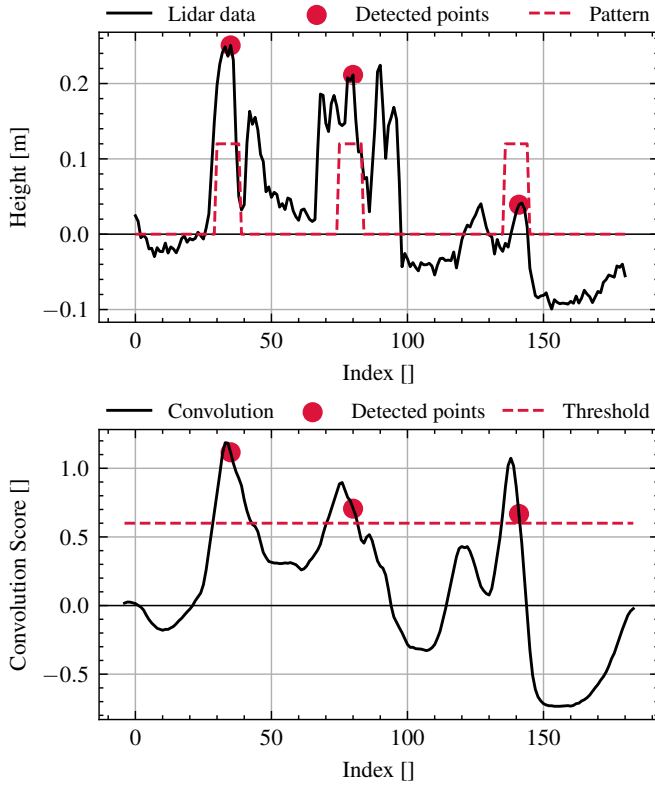 Lidar data Detected points Pattern
0.2
0.1
0.0
−0.1
Height [m]
0 50 100 150
Index []
Convolution Detected points Threshold
1.0
0.5
0.0
−0.5
Convolution Score []
0 50 100 150
Index []